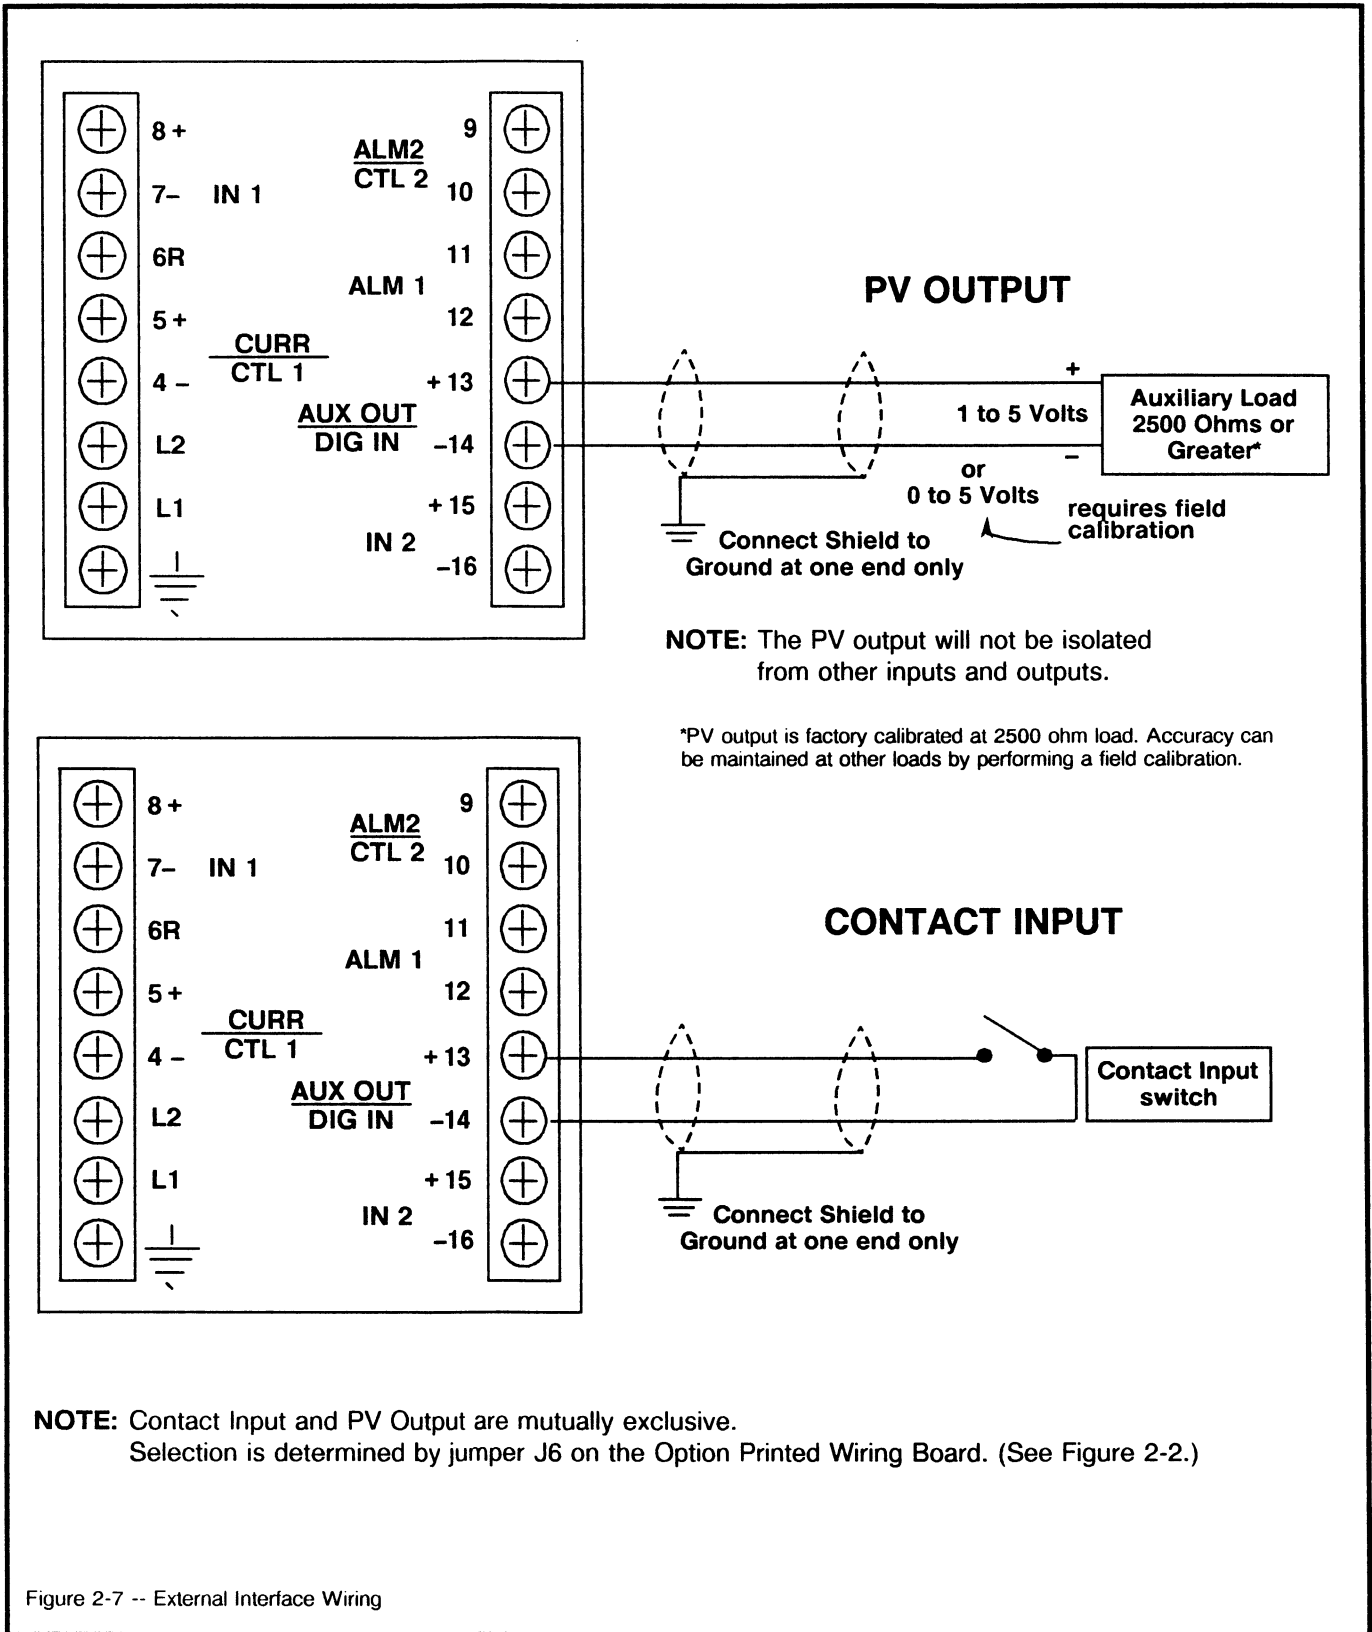 8+
7– IN 1
6R
5+
CURR
CTL 1
4 –
L2
L1
9
ALM2
CTL 2
10
11
ALM 1
12
+13
AUX OUT
DIG IN
–14
+15
IN 2
–16
PV OUTPUT
+
1 to 5 Volts
–
or
0 to 5 Volts
requires field
calibration
Auxiliary Load
2500 Ohms or
Greater*
Connect Shield to
Ground at one end only
NOTE: The PV output will not be isolated
from other inputs and outputs.
*PV output is factory calibrated at 2500 ohm load. Accuracy can
be maintained at other loads by performing a field calibration.
8+
7– IN 1
6R
5+
CURR
CTL 1
4 –
L2
L1
9
ALM2
CTL 2
10
11
ALM 1
12
+13
AUX OUT
DIG IN
–14
+15
IN 2
–16
CONTACT INPUT
Contact Input
switch
Connect Shield to
Ground at one end only
NOTE: Contact Input and PV Output are mutually exclusive.
Selection is determined by jumper J6 on the Option Printed Wiring Board. (See Figure 2-2.)
Figure 2-7 -- External Interface Wiring